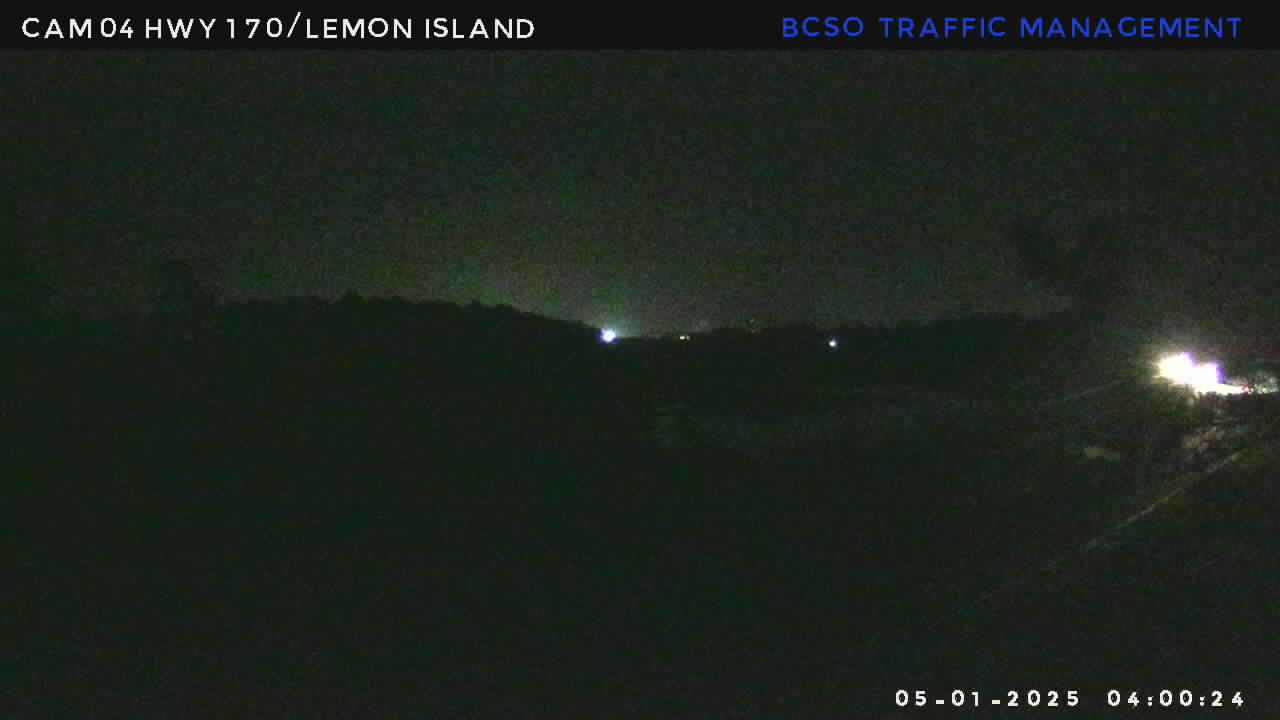 CAM04 HWY 170/LEMON ISLAND
BCSO TRAFFIC MANAGEMENT
05-01-2025 04:00:24